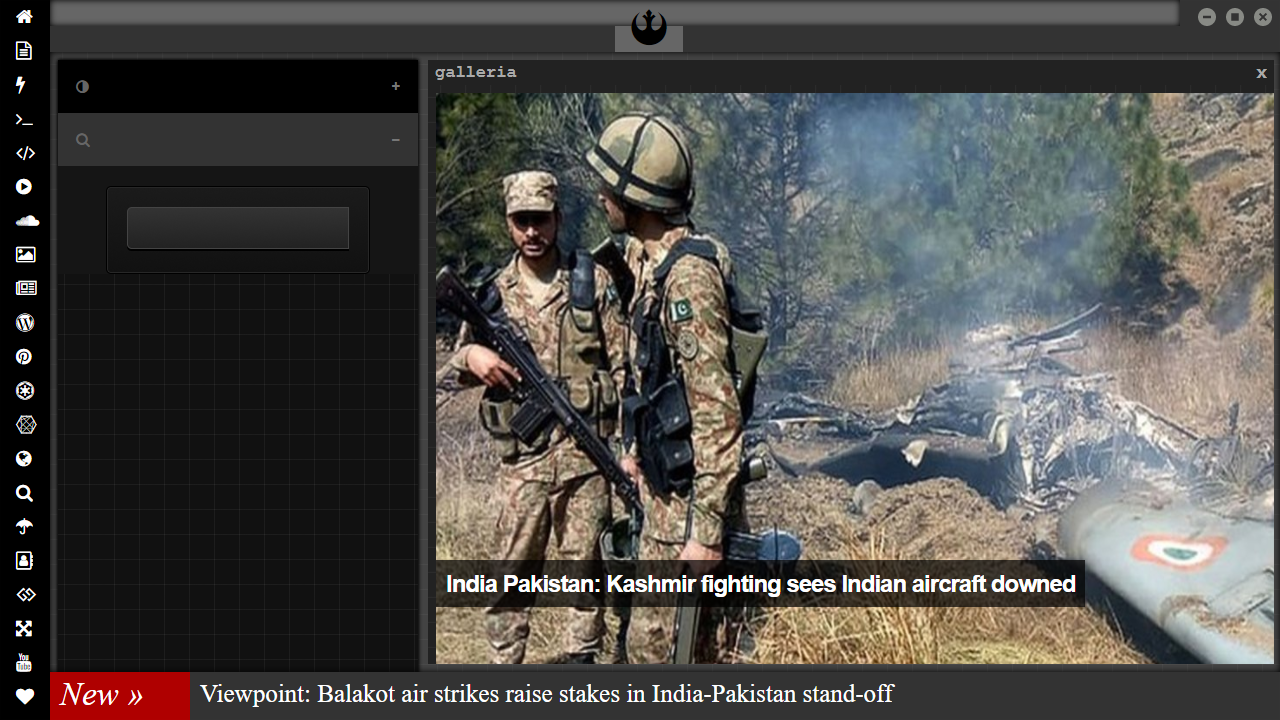 galleria
x
India Pakistan: Kashmir fighting sees Indian aircraft downed
New »
Viewpoint: Balakot air strikes raise stakes in India-Pakistan stand-off